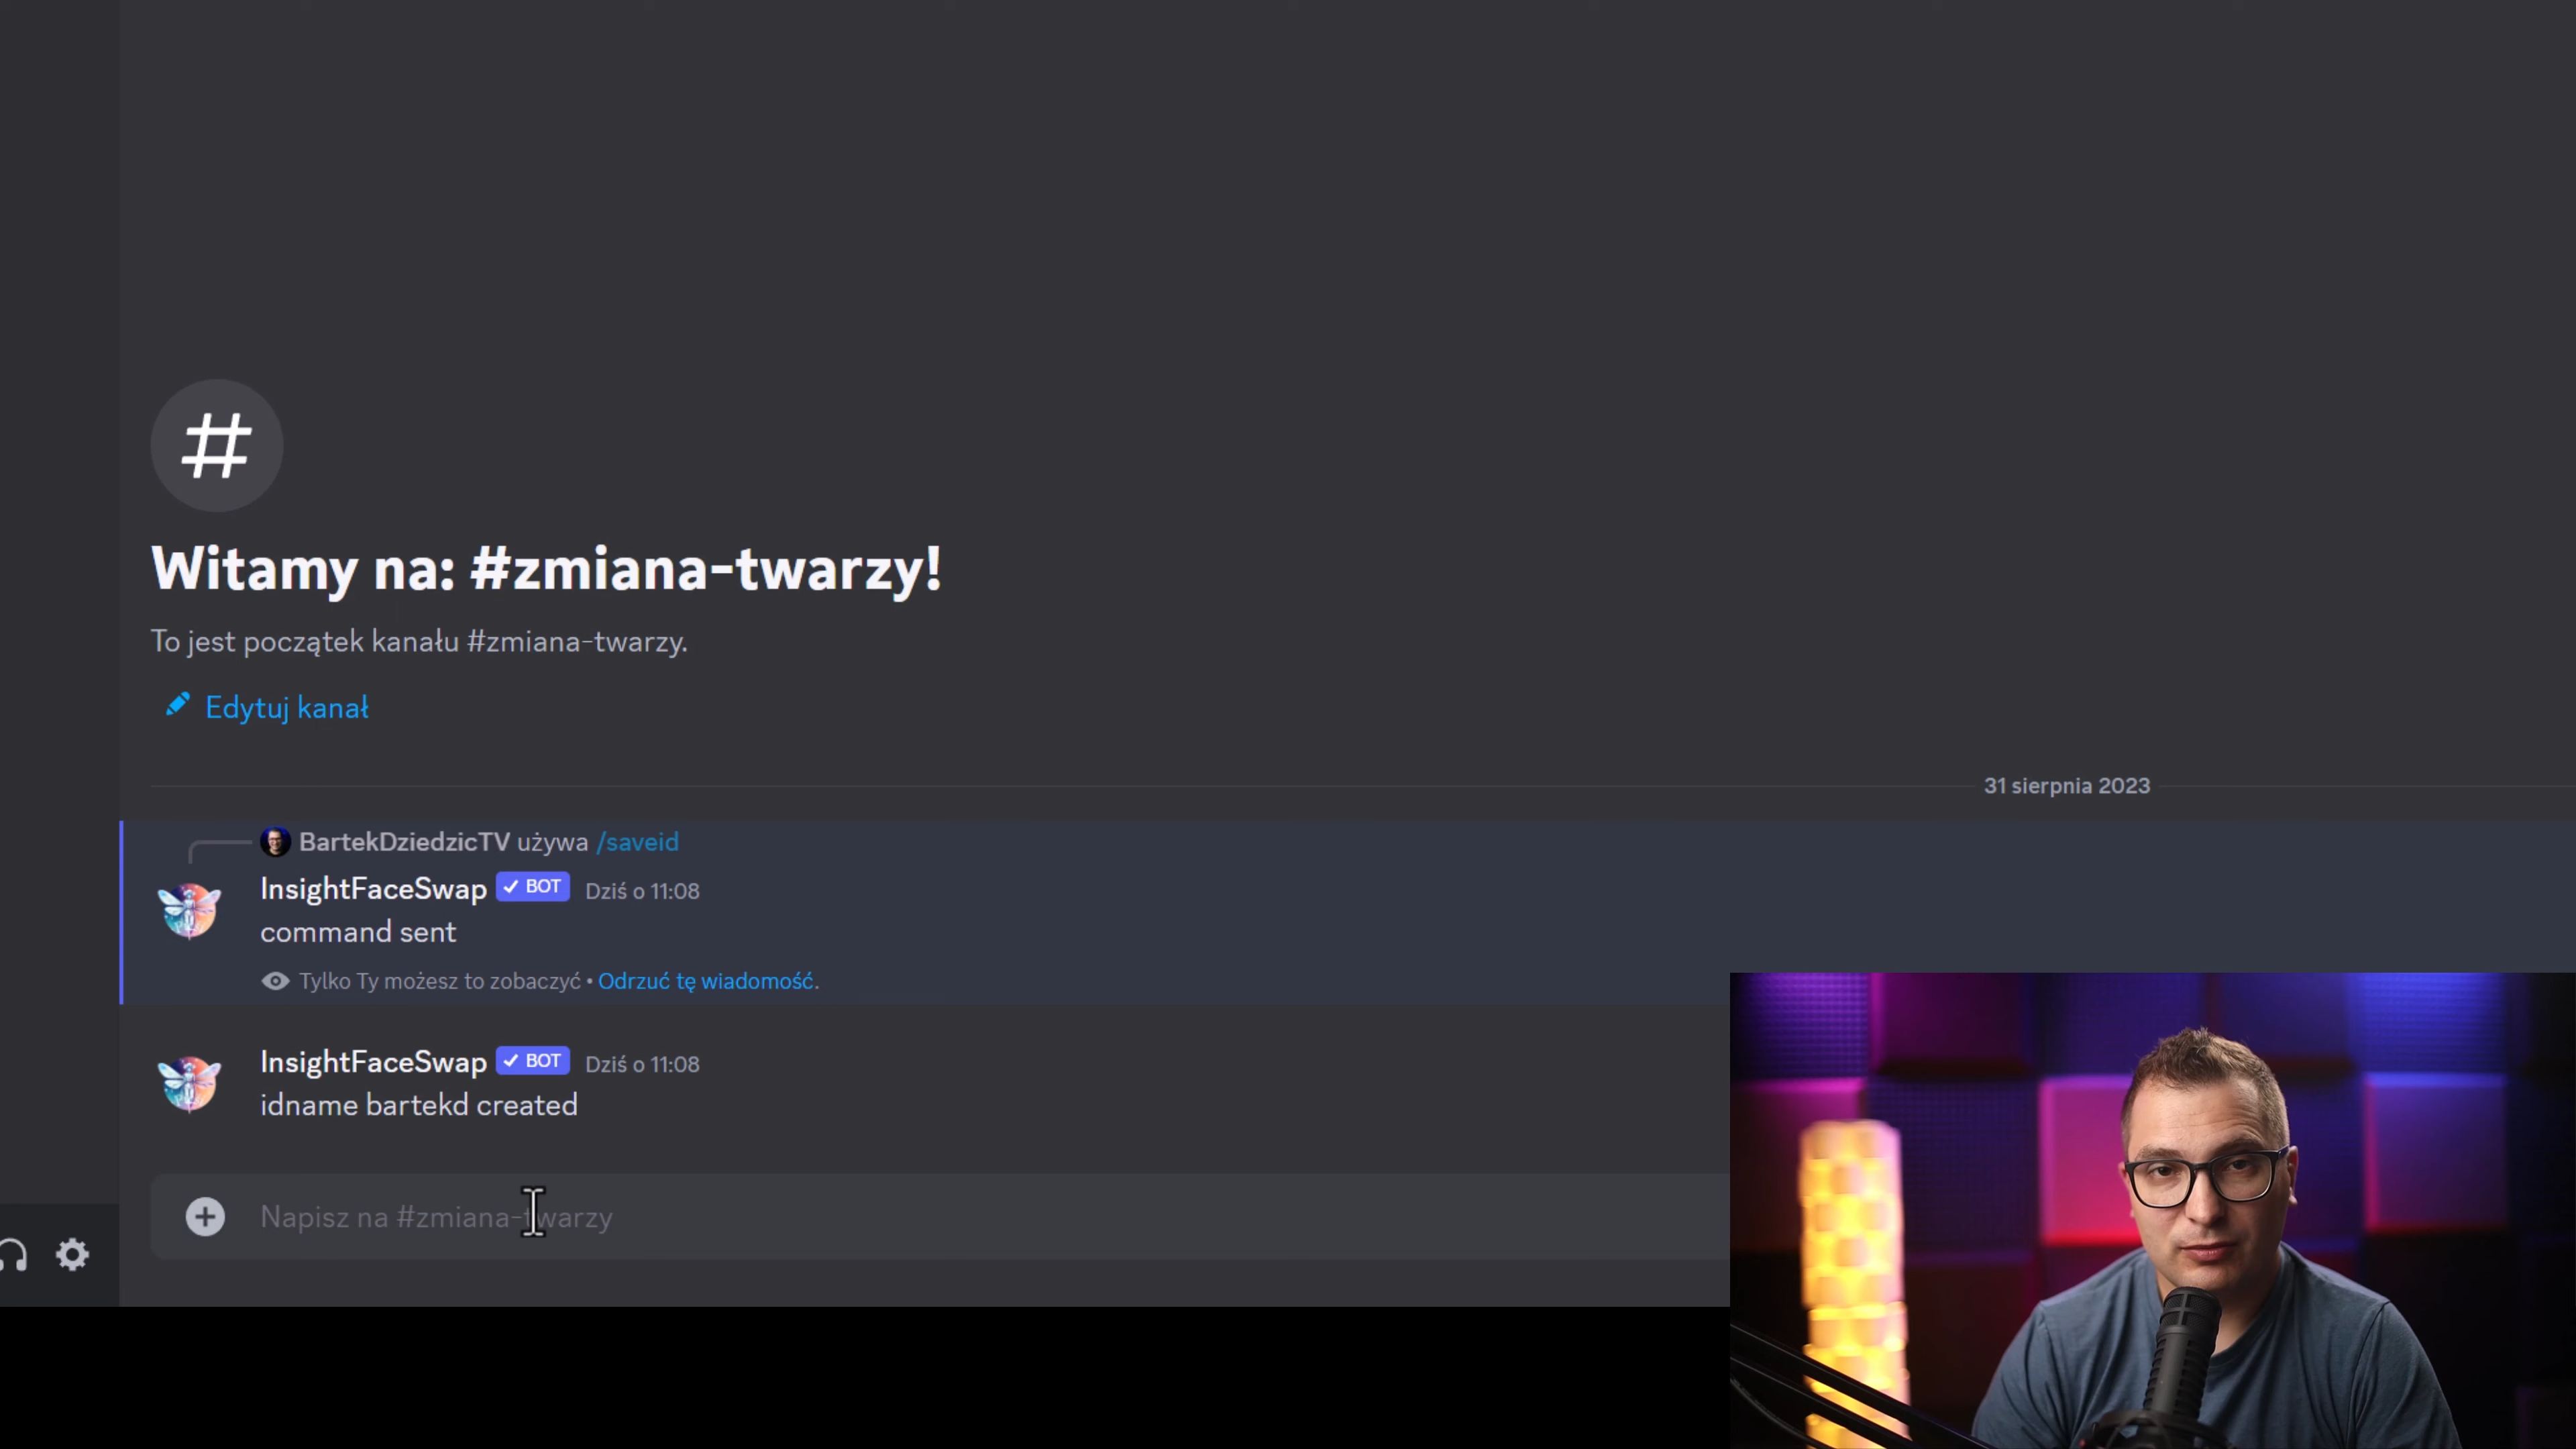 #
Witamy na: #zmiana-twarzy!
To jest początek kanału #zmiana-twarzy.
Edytuj kanał
31 sierpnia 2023
BartekDziedzicTV używa /saveid
InsightFaceSwap ✓ BOT Dziś o 11:08
command sent
Tylko Ty możesz to zobaczyć • Odrzuć tę wiadomość.
InsightFaceSwap ✓ BOT Dziś o 11:08
idname bartekd created
Napisz na #zmiana-twarzy